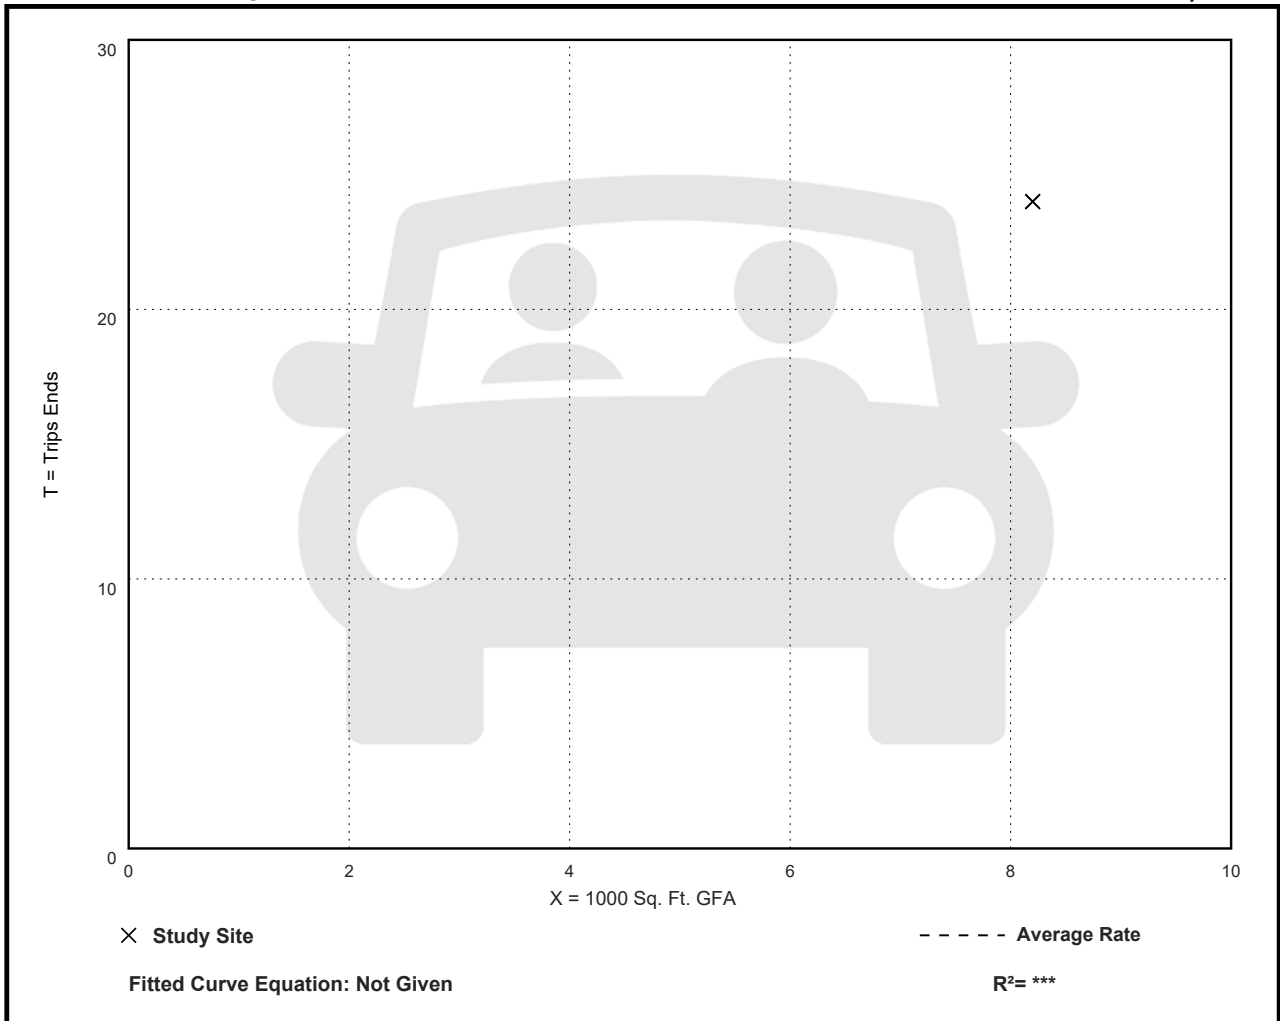 30
20
10
0
T = Trips Ends
0 2 4 6 8 10
X = 1000 Sq. Ft. GFA
Study Site
Average Rate
Fitted Curve Equation: Not Given
R²= ***